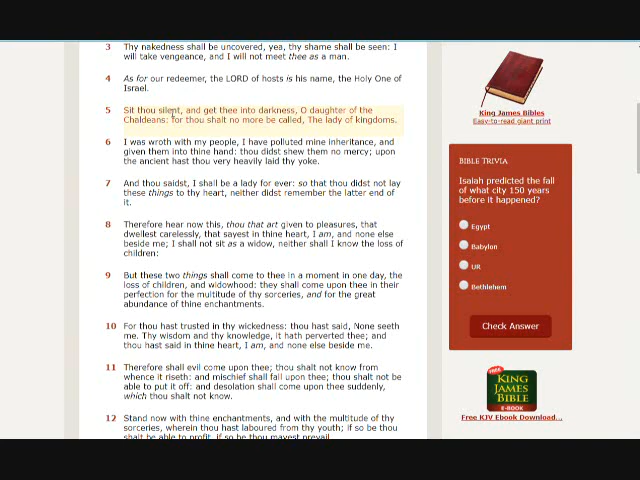 3 Thy nakedness shall be uncovered, yea, thy shame shall be seen: I
will take vengeance, and I will not meet thee as a man.
4 As for our redeemer, the LORD of hosts is his name, the Holy One of
Israel.
5 Sit thou silent, and get thee into darkness, O daughter of the
Chaldeans: for thou shalt no more be called, The lady of kingdoms.
6 I was wroth with my people, I have polluted mine inheritance, and
given them into thine hand: thou didst shew them no mercy; upon
the ancient hast thou very heavily laid thy yoke.
7 And thou saidst, I shall be a lady for ever: so that thou didst not lay
these things to thy heart, neither didst remember the latter end of
it.
8 Therefore hear now this, thou that art given to pleasures, that
dwellest carelessly, that sayest in thine heart, I am, and none else
beside me; I shall not sit as a widow, neither shall I know the loss of
children:
9 But these two things shall come to thee in a moment in one day, the
loss of children, and widowhood: they shall come upon thee in their
perfection for the multitude of thy sorceries, and for the great
abundance of thine enchantments.
10 For thou hast trusted in thy wickedness: thou hast said, None seeth
me. Thy wisdom and thy knowledge, it hath perverted thee; and
thou hast said in thine heart, I am, and none else beside me.
11 Therefore shall evil come upon thee; thou shalt not know from
whence it riseth: and mischief shall fall upon thee; thou shalt not be
able to put it off: and desolation shall come upon thee suddenly,
which thou shalt not know.
12 Stand now with thine enchantments, and with the multitude of thy
sorceries, wherein thou hast laboured from thy youth; if so be thou
shalt be able to profit, if so be thou mayest prevail.
King James Bibles
Easy-to-read giant print
BIBLE TRIVIA
Isaiah predicted the fall
of what city 150 years
before it happened?
Egypt
Babylon
UR
Bethlehem
Check Answer
FREE
KING
JAMES
BIBLE
E-BOOK
Free KJV Ebook Download...